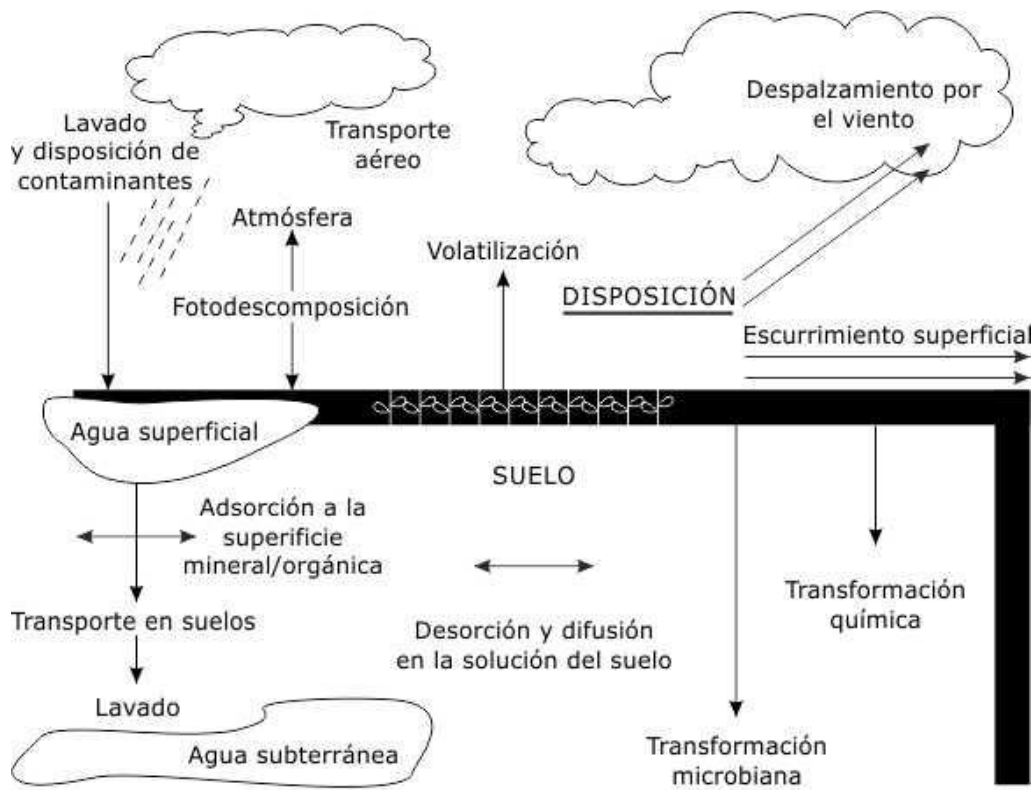 Lavado
y disposición de
contaminantes
Transporte
aéreo
Despalzamiento por
el viento
Atmósfera
Volatilización
Fotodescomposición
DISPOSICIÓN
Escurrimiento superficial
Agua superficial
SUELO
Adsorción a la
superificie
mineral/orgánica
Transporte en suelos
Desorción y difusión
en la solución del suelo
Transformación
química
Lavado
Agua subterránea
Transformación
microbiana